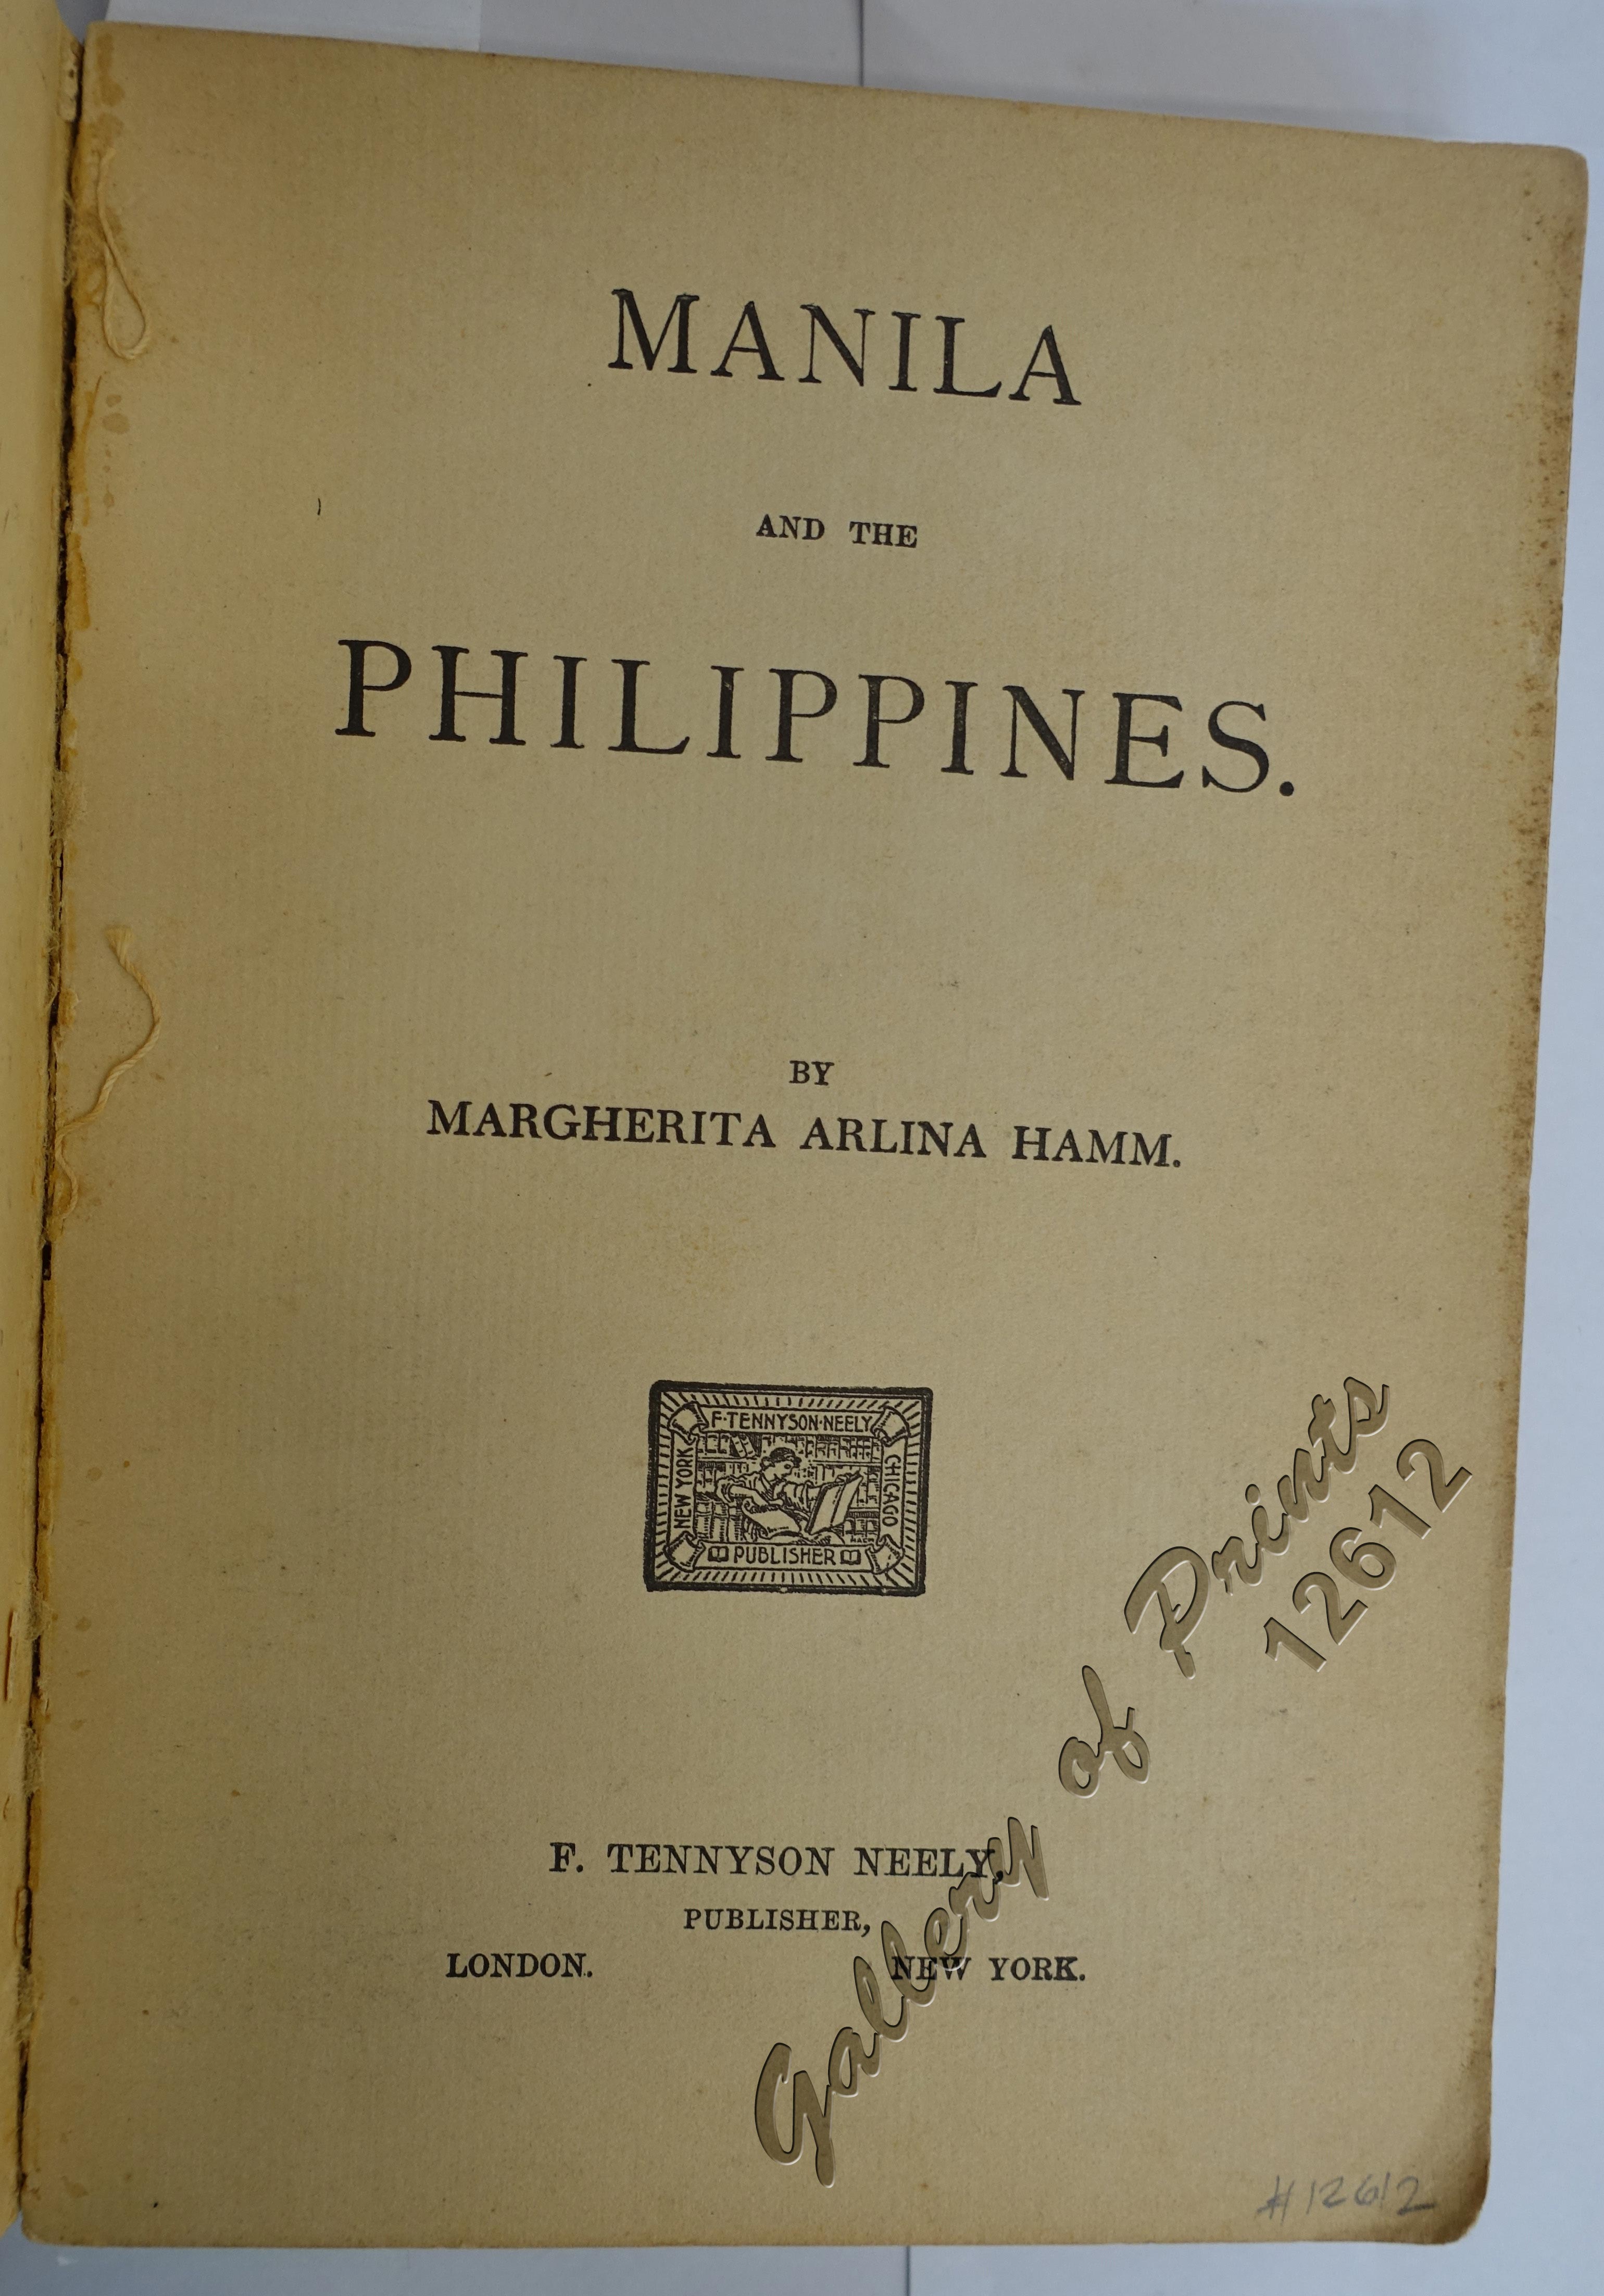 MANILA
AND THE
PHILIPPINES.
BY
MARGHERITA ARLINA HAMM.
F·TENNYSON·NEELY
NEW YORK
CHICAGO
PUBLISHER
F. TENNYSON NEELY,
PUBLISHER,
LONDON. NEW YORK.
Gallery of Prints
12612
#12612